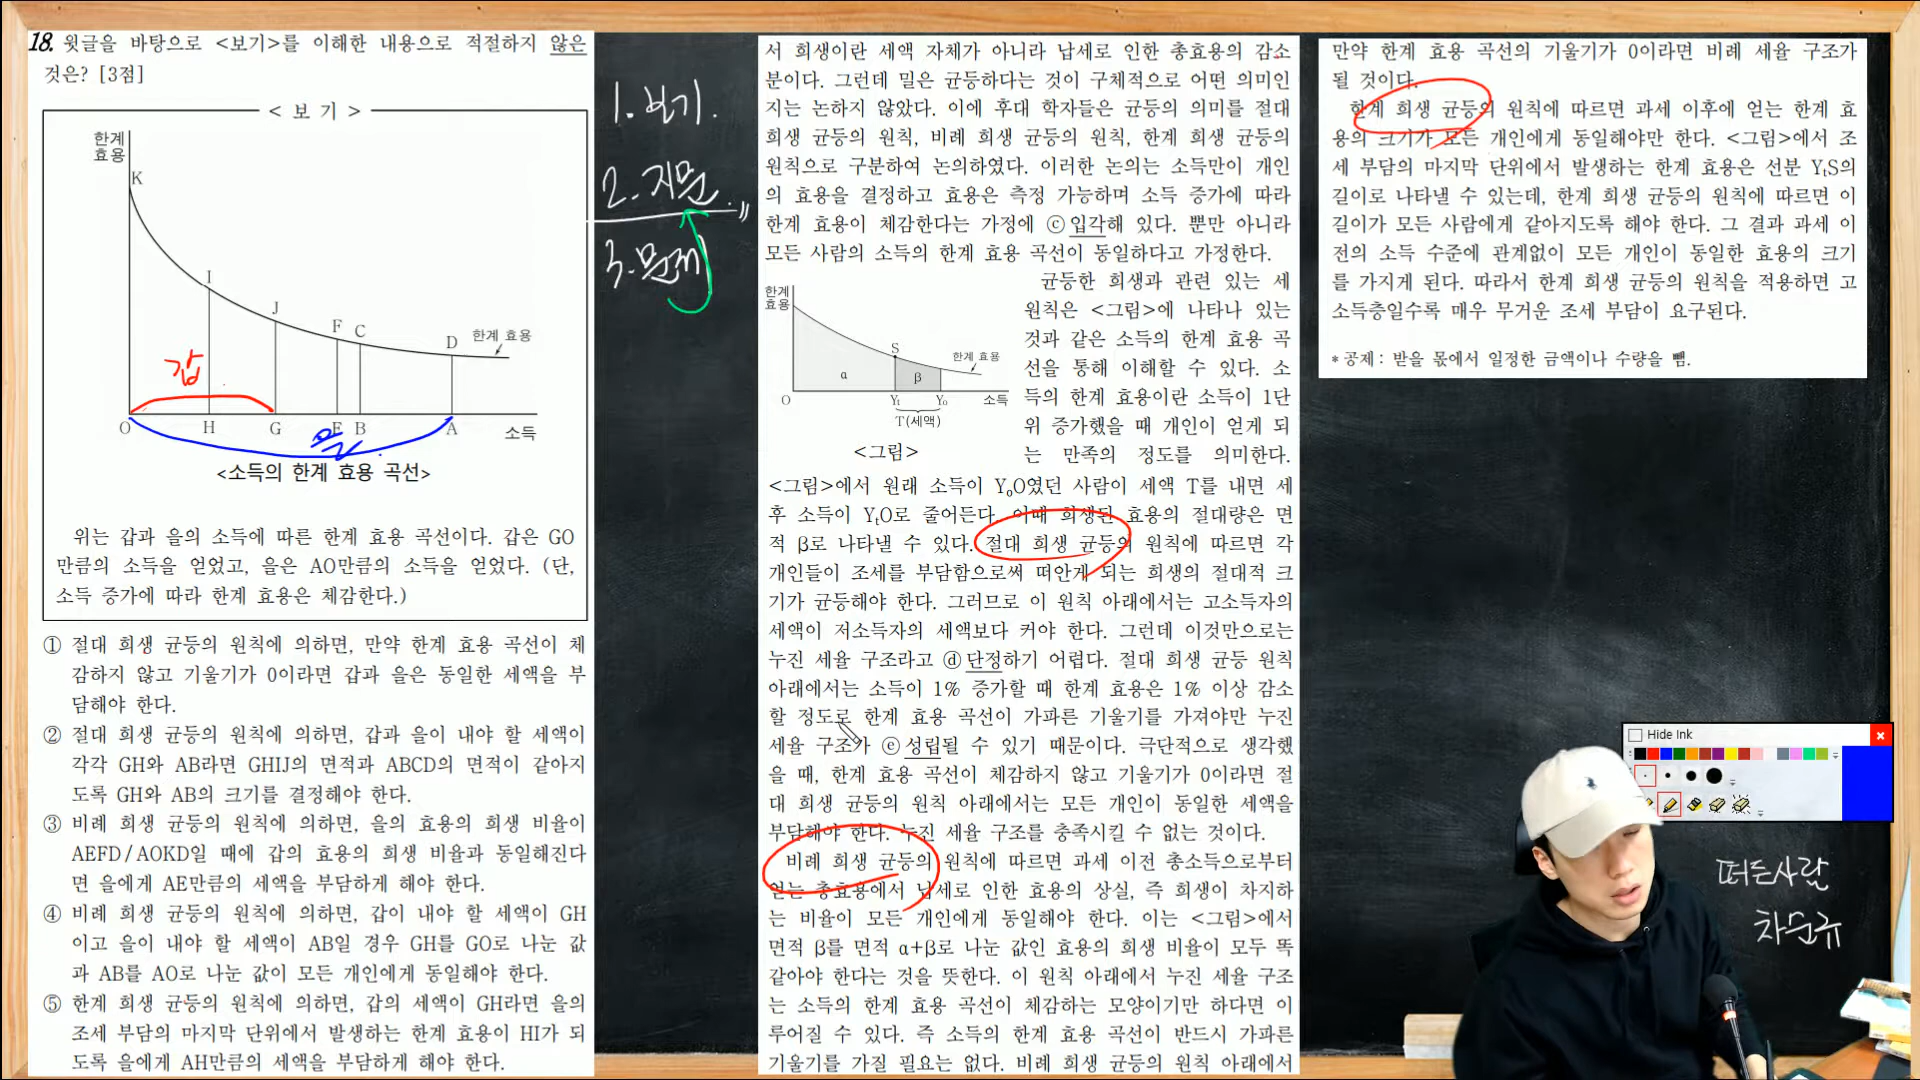 18. 윗글을 바탕으로 <보기>를 이해한 내용으로 적절하지 않은
것은? [3점]
< 보 기 >
한계
효용
K
I
J
F C
D
한계 효용
갑
O H G E B A 소득
을
<소득의 한계 효용 곡선>
위는 갑과 을의 소득에 따른 한계 효용 곡선이다. 갑은 GO
만큼의 소득을 얻었고, 을은 AO만큼의 소득을 얻었다. (단,
소득 증가에 따라 한계 효용은 체감한다.)
① 절대 희생 균등의 원칙에 의하면, 만약 한계 효용 곡선이 체
감하지 않고 기울기가 0이라면 갑과 을은 동일한 세액을 부
담해야 한다.
② 절대 희생 균등의 원칙에 의하면, 갑과 을이 내야 할 세액이
각각 GH와 AB라면 GHIJ의 면적과 ABCD의 면적이 같아지
도록 GH와 AB의 크기를 결정해야 한다.
③ 비례 희생 균등의 원칙에 의하면, 을의 효용의 희생 비율이
AEFD/AOKD일 때에 갑의 효용의 희생 비율과 동일해진다
면 을에게 AE만큼의 세액을 부담하게 해야 한다.
④ 비례 희생 균등의 원칙에 의하면, 갑이 내야 할 세액이 GH
이고 을이 내야 할 세액이 AB일 경우 GH를 GO로 나눈 값
과 AB를 AO로 나눈 값이 모든 개인에게 동일해야 한다.
⑤ 한계 희생 균등의 원칙에 의하면, 갑의 세액이 GH라면 을의
조세 부담의 마지막 단위에서 발생하는 한계 효용이 HI가 되
도록 을에게 AH만큼의 세액을 부담하게 해야 한다.
1. 보기.
2. 지문.
3. 문제
서 희생이란 세액 자체가 아니라 납세로 인한 총효용의 감소
분이다. 그런데 밀은 균등하다는 것이 구체적으로 어떤 의미인
지는 논하지 않았다. 이에 후대 학자들은 균등의 의미를 절대
희생 균등의 원칙, 비례 희생 균등의 원칙, 한계 희생 균등의
원칙으로 구분하여 논의하였다. 이러한 논의는 소득만이 개인
의 효용을 결정하고 효용은 측정 가능하며 소득 증가에 따라
한계 효용이 체감한다는 가정에 ⓒ입각해 있다. 뿐만 아니라
모든 사람의 소득의 한계 효용 곡선이 동일하다고 가정한다.
한계
효용
S
한계 효용
α
β
O Yt Yo 소득
T(세액)
<그림>
균등한 희생과 관련 있는 세
원칙은 <그림>에 나타나 있는
것과 같은 소득의 한계 효용 곡
선을 통해 이해할 수 있다. 소
득의 한계 효용이란 소득이 1단
위 증가했을 때 개인이 얻게 되
는 만족의 정도를 의미한다.
<그림>에서 원래 소득이 YoO였던 사람이 세액 T를 내면 세
후 소득이 YtO로 줄어든다. 이때 희생된 효용의 절대량은 면
적 β로 나타낼 수 있다. 절대 희생 균등의 원칙에 따르면 각
개인들이 조세를 부담함으로써 떠안게 되는 희생의 절대적 크
기가 균등해야 한다. 그러므로 이 원칙 아래에서는 고소득자의
세액이 저소득자의 세액보다 커야 한다. 그런데 이것만으로는
누진 세율 구조라고 ⓓ단정하기 어렵다. 절대 희생 균등 원칙
아래에서는 소득이 1% 증가할 때 한계 효용은 1% 이상 감소
할 정도로 한계 효용 곡선이 가파른 기울기를 가져야만 누진
세율 구조가 ⓔ성립될 수 있기 때문이다. 극단적으로 생각했
을 때, 한계 효용 곡선이 체감하지 않고 기울기가 0이라면 절
대 희생 균등의 원칙 아래에서는 모든 개인이 동일한 세액을
부담해야 한다. 누진 세율 구조를 충족시킬 수 없는 것이다.
비례 희생 균등의 원칙에 따르면 과세 이전 총소득으로부터
얻는 총효용에서 납세로 인한 효용의 상실, 즉 희생이 차지하
는 비율이 모든 개인에게 동일해야 한다. 이는 <그림>에서
면적 β를 면적 α+β로 나눈 값인 효용의 희생 비율이 모두 똑
같아야 한다는 것을 뜻한다. 이 원칙 아래에서 누진 세율 구조
는 소득의 한계 효용 곡선이 체감하는 모양이기만 하다면 이
루어질 수 있다. 즉 소득의 한계 효용 곡선이 반드시 가파른
기울기를 가질 필요는 없다. 비례 희생 균등의 원칙 아래에서
만약 한계 효용 곡선의 기울기가 0이라면 비례 세율 구조가
될 것이다.
한계 희생 균등의 원칙에 따르면 과세 이후에 얻는 한계 효
용의 크기가 모든 개인에게 동일해야만 한다. <그림>에서 조
세 부담의 마지막 단위에서 발생하는 한계 효용은 선분 YtS의
길이로 나타낼 수 있는데, 한계 희생 균등의 원칙에 따르면 이
길이가 모든 사람에게 같아지도록 해야 한다. 그 결과 과세 이
전의 소득 수준에 관계없이 모든 개인이 동일한 효용의 크기
를 가지게 된다. 따라서 한계 희생 균등의 원칙을 적용하면 고
소득층일수록 매우 무거운 조세 부담이 요구된다.
* 공제: 받을 몫에서 일정한 금액이나 수량을 뺌.
Hide Ink
떠든사람
차은규